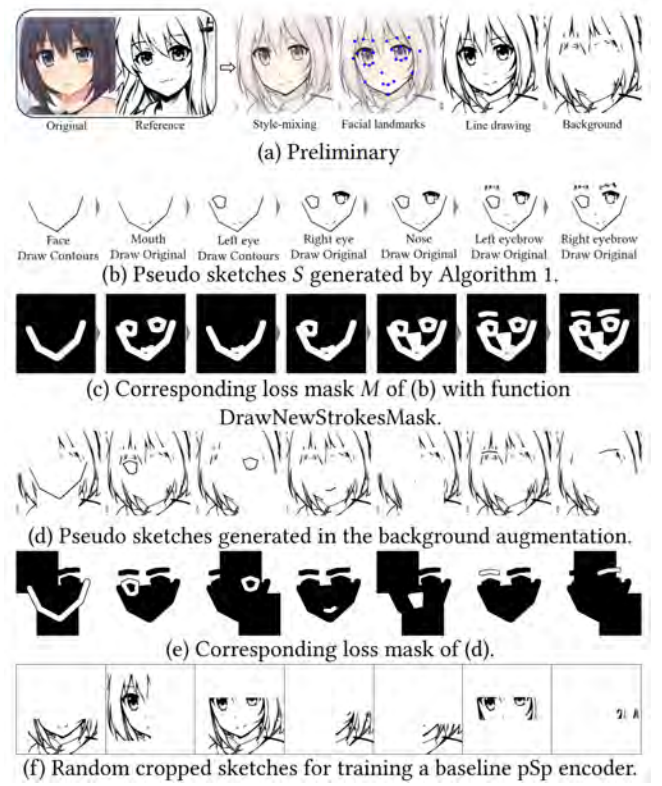 Original
Reference
Style-mixing
Facial landmarks
Line drawing
Background
(a) Preliminary
Face
Draw Contours
Mouth
Draw Original
Left eye
Draw Contours
Right eye
Draw Original
Nose
Draw Original
Left eyebrow
Draw Original
Right eyebrow
Draw Original
(b) Pseudo sketches S generated by Algorithm 1.
(c) Corresponding loss mask M of (b) with function
DrawNewStrokesMask.
(d) Pseudo sketches generated in the background augmentation.
(e) Corresponding loss mask of (d).
(f) Random cropped sketches for training a baseline pSp encoder.